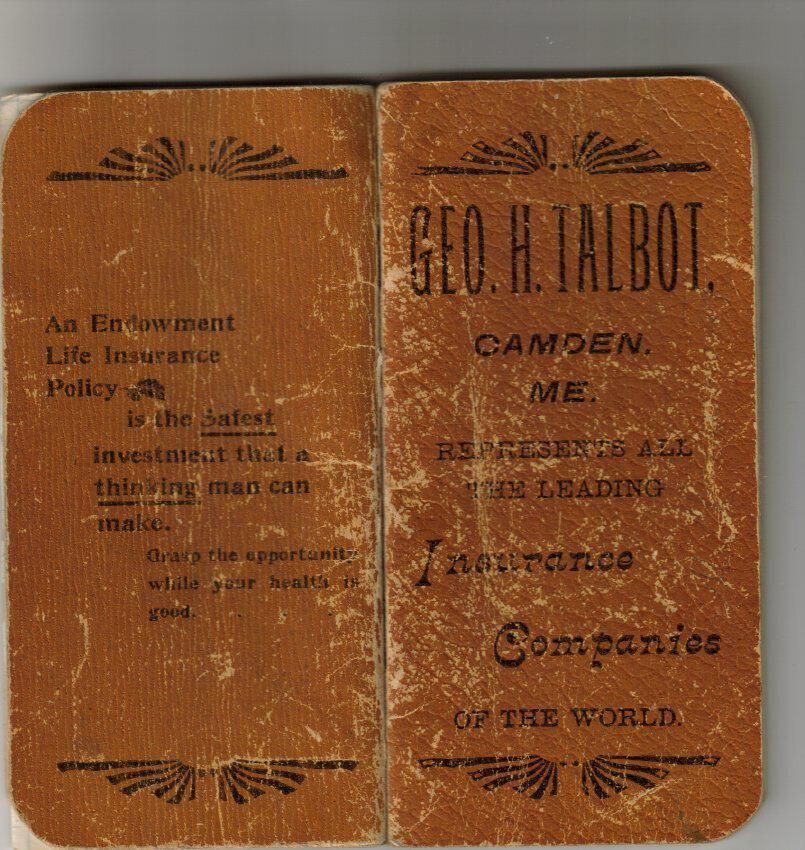 An Endowment
Life Insurance
Policy
is the Safest
investment that a
thinking man can
make.
Grasp the opportunity
while your health is
good. . . .
GEO. H. TALBOT,
CAMDEN.
ME.
REPRESENTS ALL
THE LEADING
Insurance
Companies
OF THE WORLD.